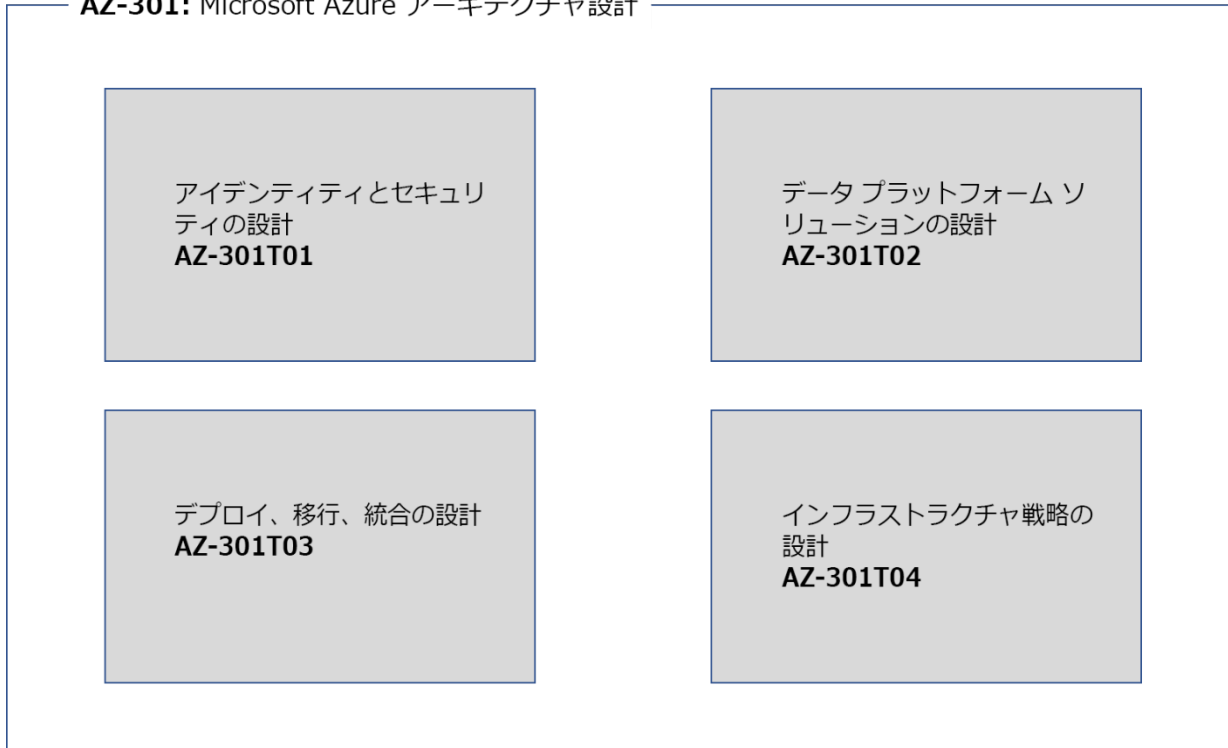 AZ-301: Microsoft Azure アーキテクチャ設計
アイデンティティとセキュリ
ティの設計
AZ-301T01
データ プラットフォーム ソ
リューションの設計
AZ-301T02
デプロイ、移行、統合の設計
AZ-301T03
インフラストラクチャ戦略の
設計
AZ-301T04